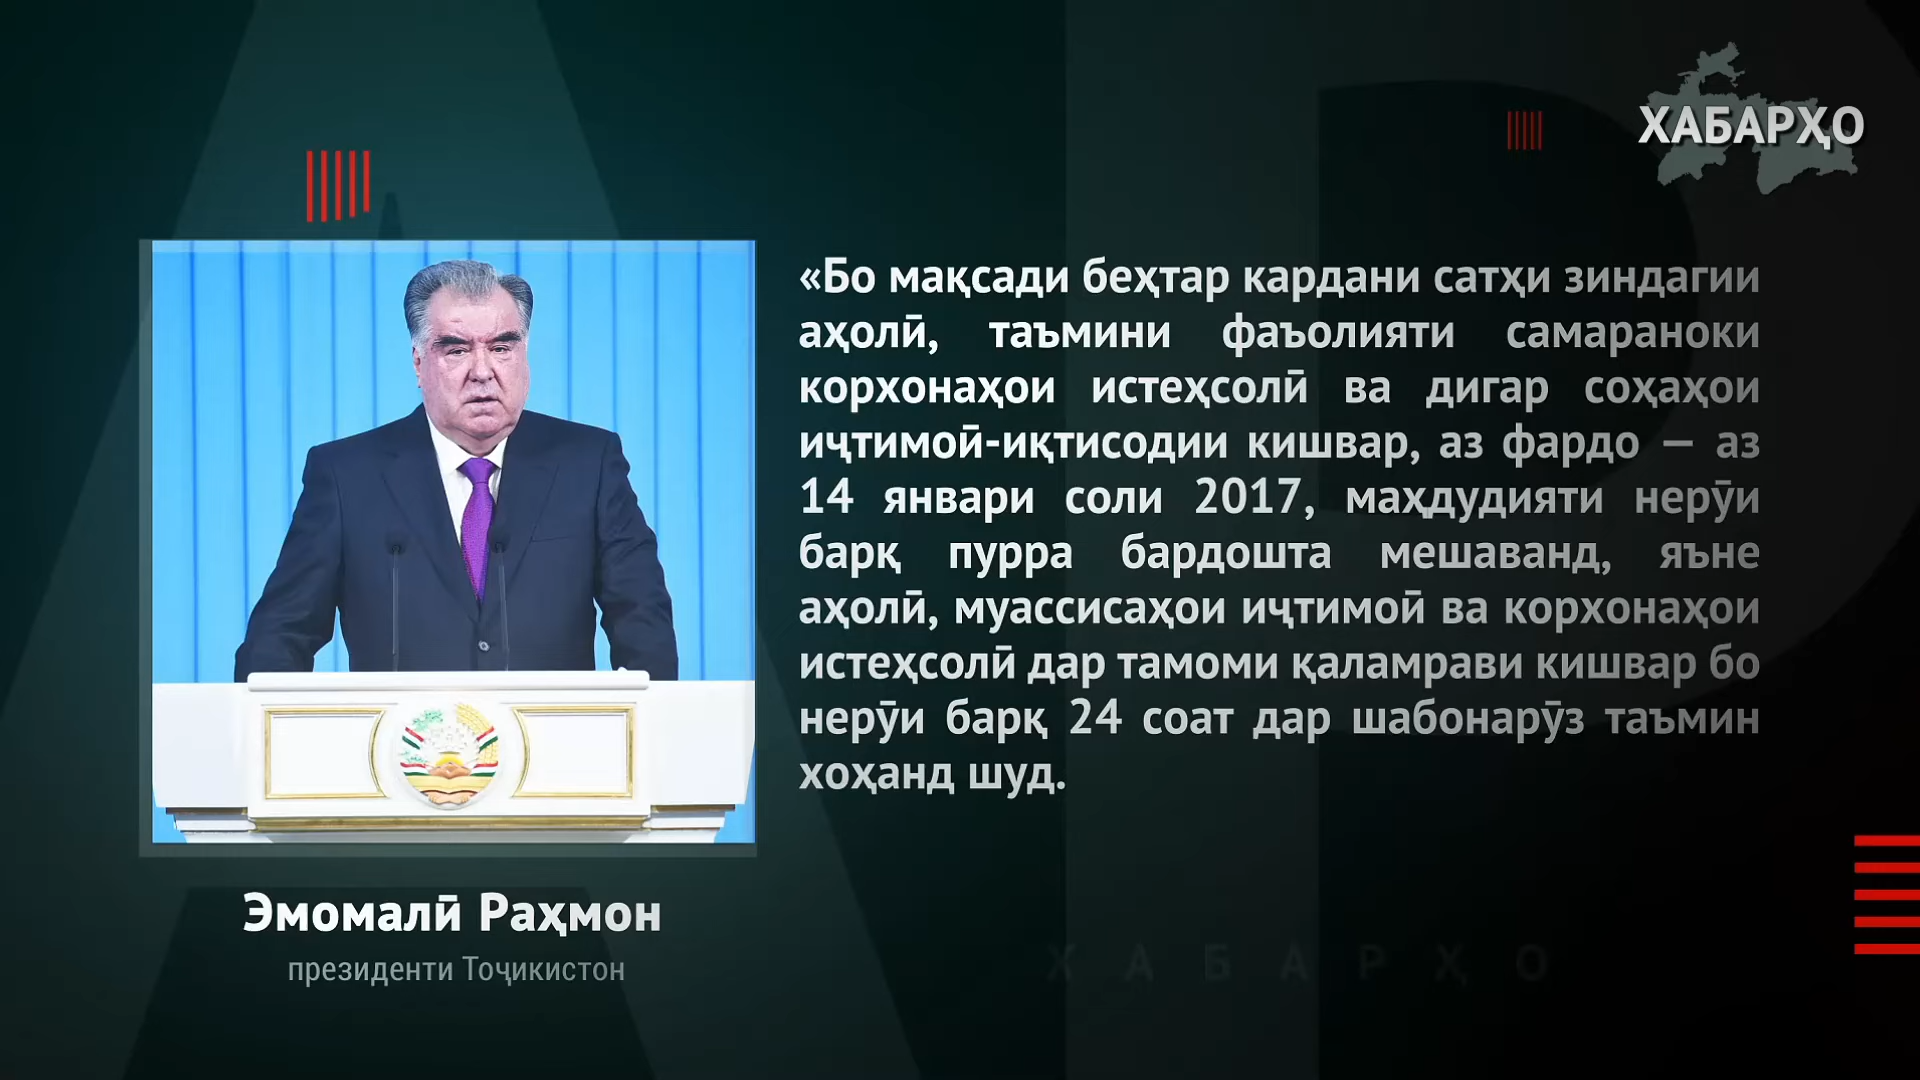 ХАБАРҲО
«Бо мақсади беҳтар кардани сатҳи зиндагии
аҳолӣ, таъмини фаъолияти самараноки
корхонаҳои истеҳсолӣ ва дигар соҳаҳои
иҷтимоӣ-иқтисодии кишвар, аз фардо — аз
14 январи соли 2017, маҳдудияти нерӯи
барқ пурра бардошта мешаванд, яъне
аҳолӣ, муассисаҳои иҷтимоӣ ва корхонаҳои
истеҳсолӣ дар тамоми қаламрави кишвар бо
нерӯи барқ 24 соат дар шабонарӯз таъмин
хоҳанд шуд.
Эмомалӣ Раҳмон
президенти Тоҷикистон
ХАБАРҲО